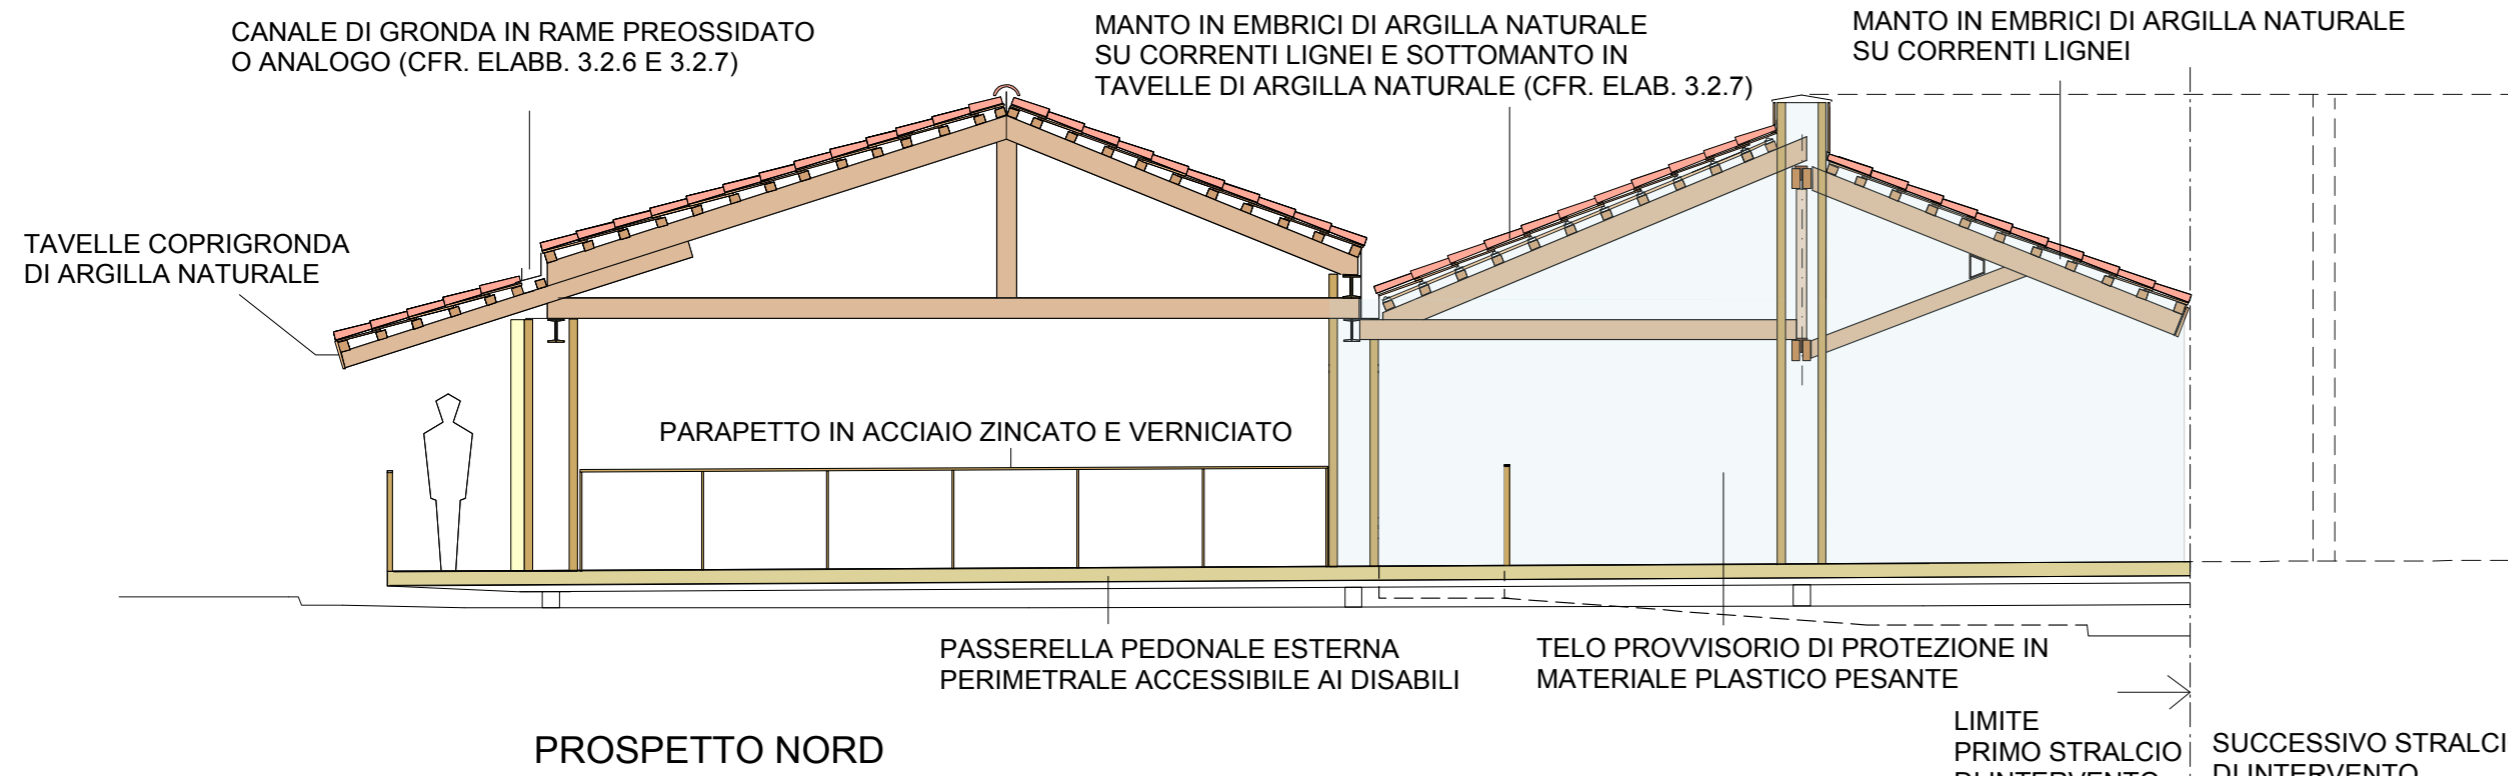 CANALE DI GRONDA IN RAME PREOSSIDATO
O ANALOGO (CFR. ELABB. 3.2.6 E 3.2.7)
MANTO IN EMBRICI DI ARGILLA NATURALE
SU CORRENTI LIGNEI E SOTTOMANTO IN
TAVELLE DI ARGILLA NATURALE (CFR. ELAB. 3.2.7)
MANTO IN EMBRICI DI ARGILLA NATURALE
SU CORRENTI LIGNEI
TAVELLE COPRIGRONDA
DI ARGILLA NATURALE
PARAPETTO IN ACCIAIO ZINCATO E VERNICIATO
PASSERELLA PEDONALE ESTERNA
PERIMETRALE ACCESSIBILE AI DISABILI
TELO PROVVISORIO DI PROTEZIONE IN
MATERIALE PLASTICO PESANTE
PROSPETTO NORD
LIMITE
PRIMO STRALCIO
DI INTERVENTO
SUCCESSIVO STRALCI
DI INTERVENTO